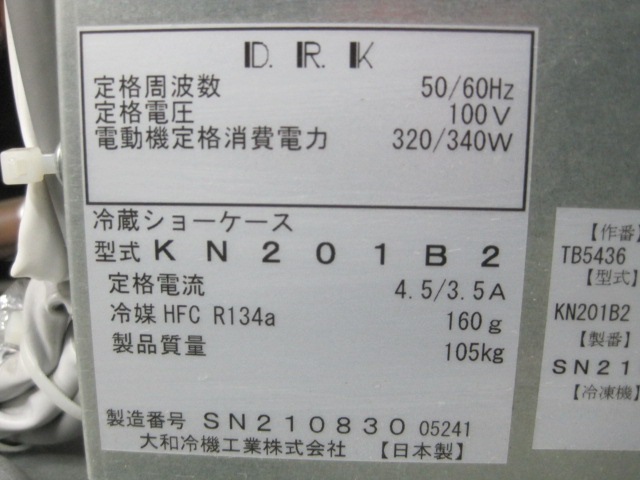 D. R. K
定格周波数 50/60Hz
定格電圧 100V
電動機定格消費電力 320/340W
冷蔵ショーケース
型式 KN201B2
定格電流 4.5/3.5A
冷媒 HFC R134a 160g
製品質量 105kg
製造番号 SN210830 05241
大和冷機工業株式会社 【日本製】
【作番】
TB5436
【型式】
KN201B2
【製番】
SN210
【冷凍機】